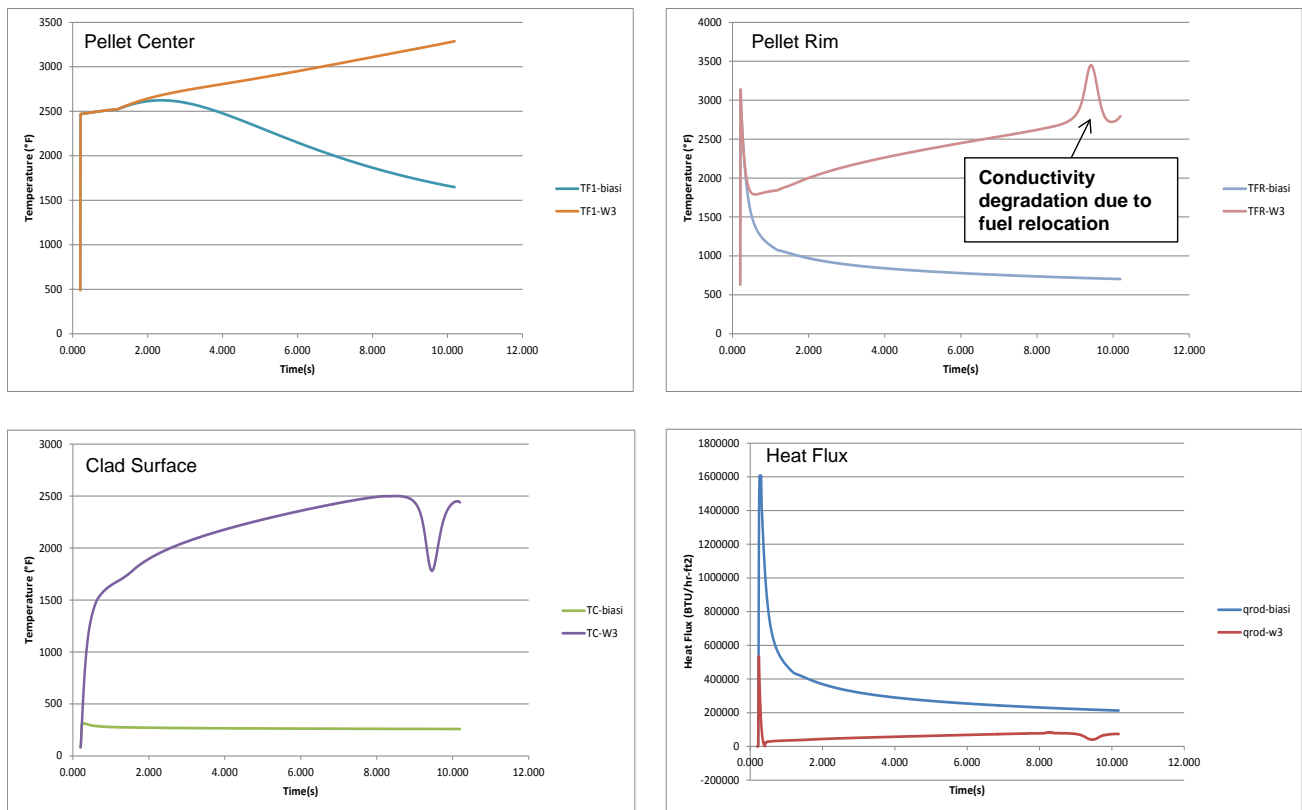 Pellet Center
Temperature (°F)
3500
3000
2500
2000
1500
1000
500
0
0.000 2.000 4.000 6.000 8.000 10.000 12.000
Time(s)
TF1-biasi
TF1-W3
Pellet Rim
Temperature (°F)
4000
3500
3000
2500
2000
1500
1000
500
0
0.000 2.000 4.000 6.000 8.000 10.000 12.000
Time(s)
TFR-biasi
TFR-W3
Conductivity
degradation due to
fuel relocation
Clad Surface
Temperature (°F)
3000
2500
2000
1500
1000
500
0
0.000 2.000 4.000 6.000 8.000 10.000 12.000
Time(s)
TC-biasi
TC-W3
Heat Flux
Heat Flux (BTU/hr-ft2)
1800000
1600000
1400000
1200000
1000000
800000
600000
400000
200000
0
-200000
0.000 2.000 4.000 6.000 8.000 10.000 12.000
Time(s)
qrod-biasi
qrod-w3